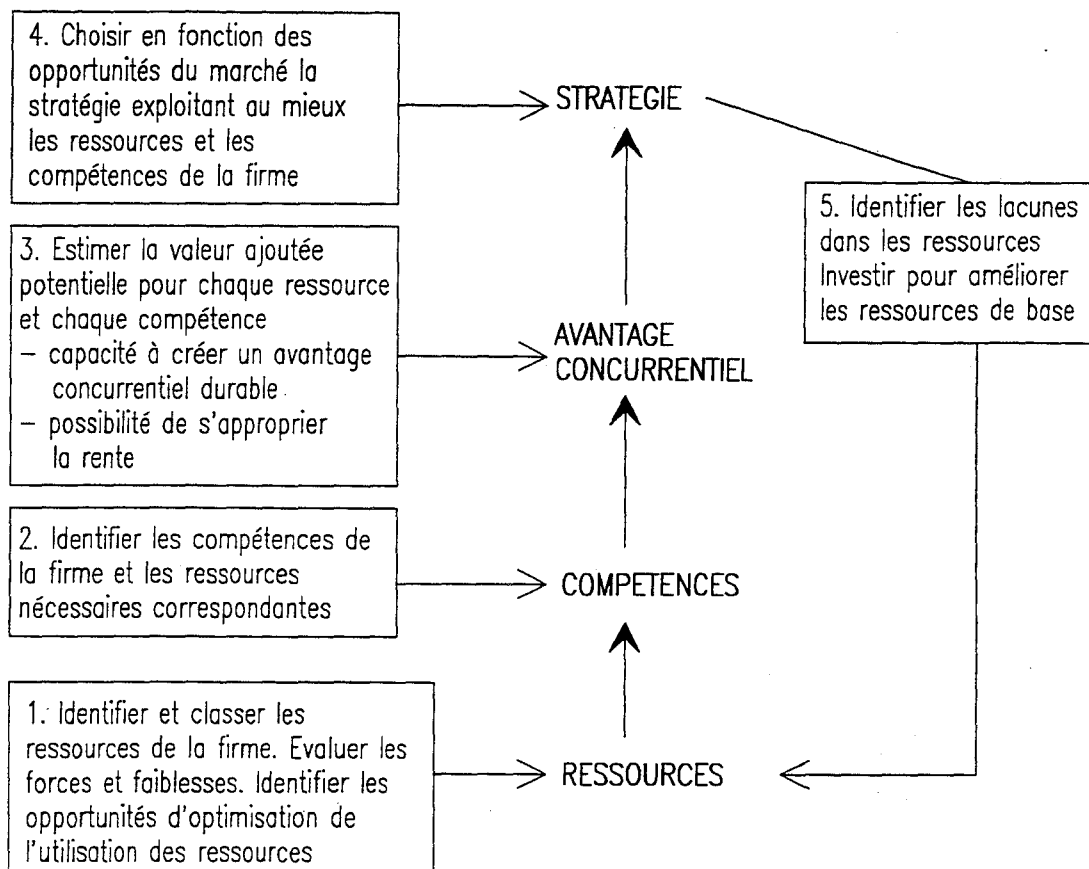 4. Choisir en fonction des
opportunités du marché la
stratégie exploitant au mieux
les ressources et les
compétences de la firme
STRATEGIE
5. Identifier les lacunes
dans les ressources
Investir pour améliorer
les ressources de base
3. Estimer la valeur ajoutée
potentielle pour chaque ressource
et chaque compétence
– capacité à créer un avantage
concurrentiel durable
– possibilité de s'approprier
la rente
AVANTAGE
CONCURRENTIEL
2. Identifier les compétences de
la firme et les ressources
nécessaires correspondantes
COMPETENCES
1. Identifier et classer les
ressources de la firme. Evaluer les
forces et faiblesses. Identifier les
opportunités d'optimisation de
l'utilisation des ressources
RESSOURCES